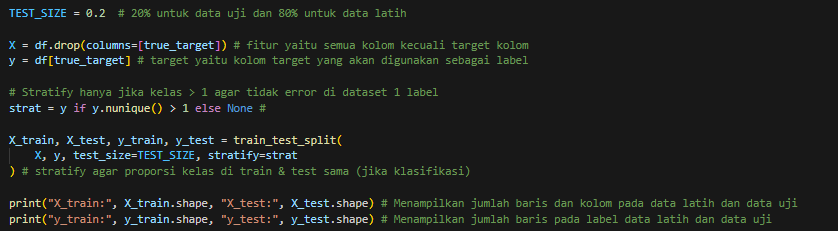 TEST_SIZE = 0.2  # 20% untuk data uji dan 80% untuk data latih
X = df.drop(columns=[true_target]) # fitur yaitu semua kolom kecuali target kolom
y = df[true_target] # target yaitu kolom target yang akan digunakan sebagai label
# Stratify hanya jika kelas > 1 agar tidak error di dataset 1 label
strat = y if y.nunique() > 1 else None #
X_train, X_test, y_train, y_test = train_test_split(
    X, y, test_size=TEST_SIZE, stratify=strat
) # stratify agar proporsi kelas di train & test sama (jika klasifikasi)
print("X_train:", X_train.shape, "X_test:", X_test.shape) # Menampilkan jumlah baris dan kolom pada data latih dan data uji
print("y_train:", y_train.shape, "y_test:", y_test.shape) # Menampilkan jumlah baris pada label data latih dan data uji